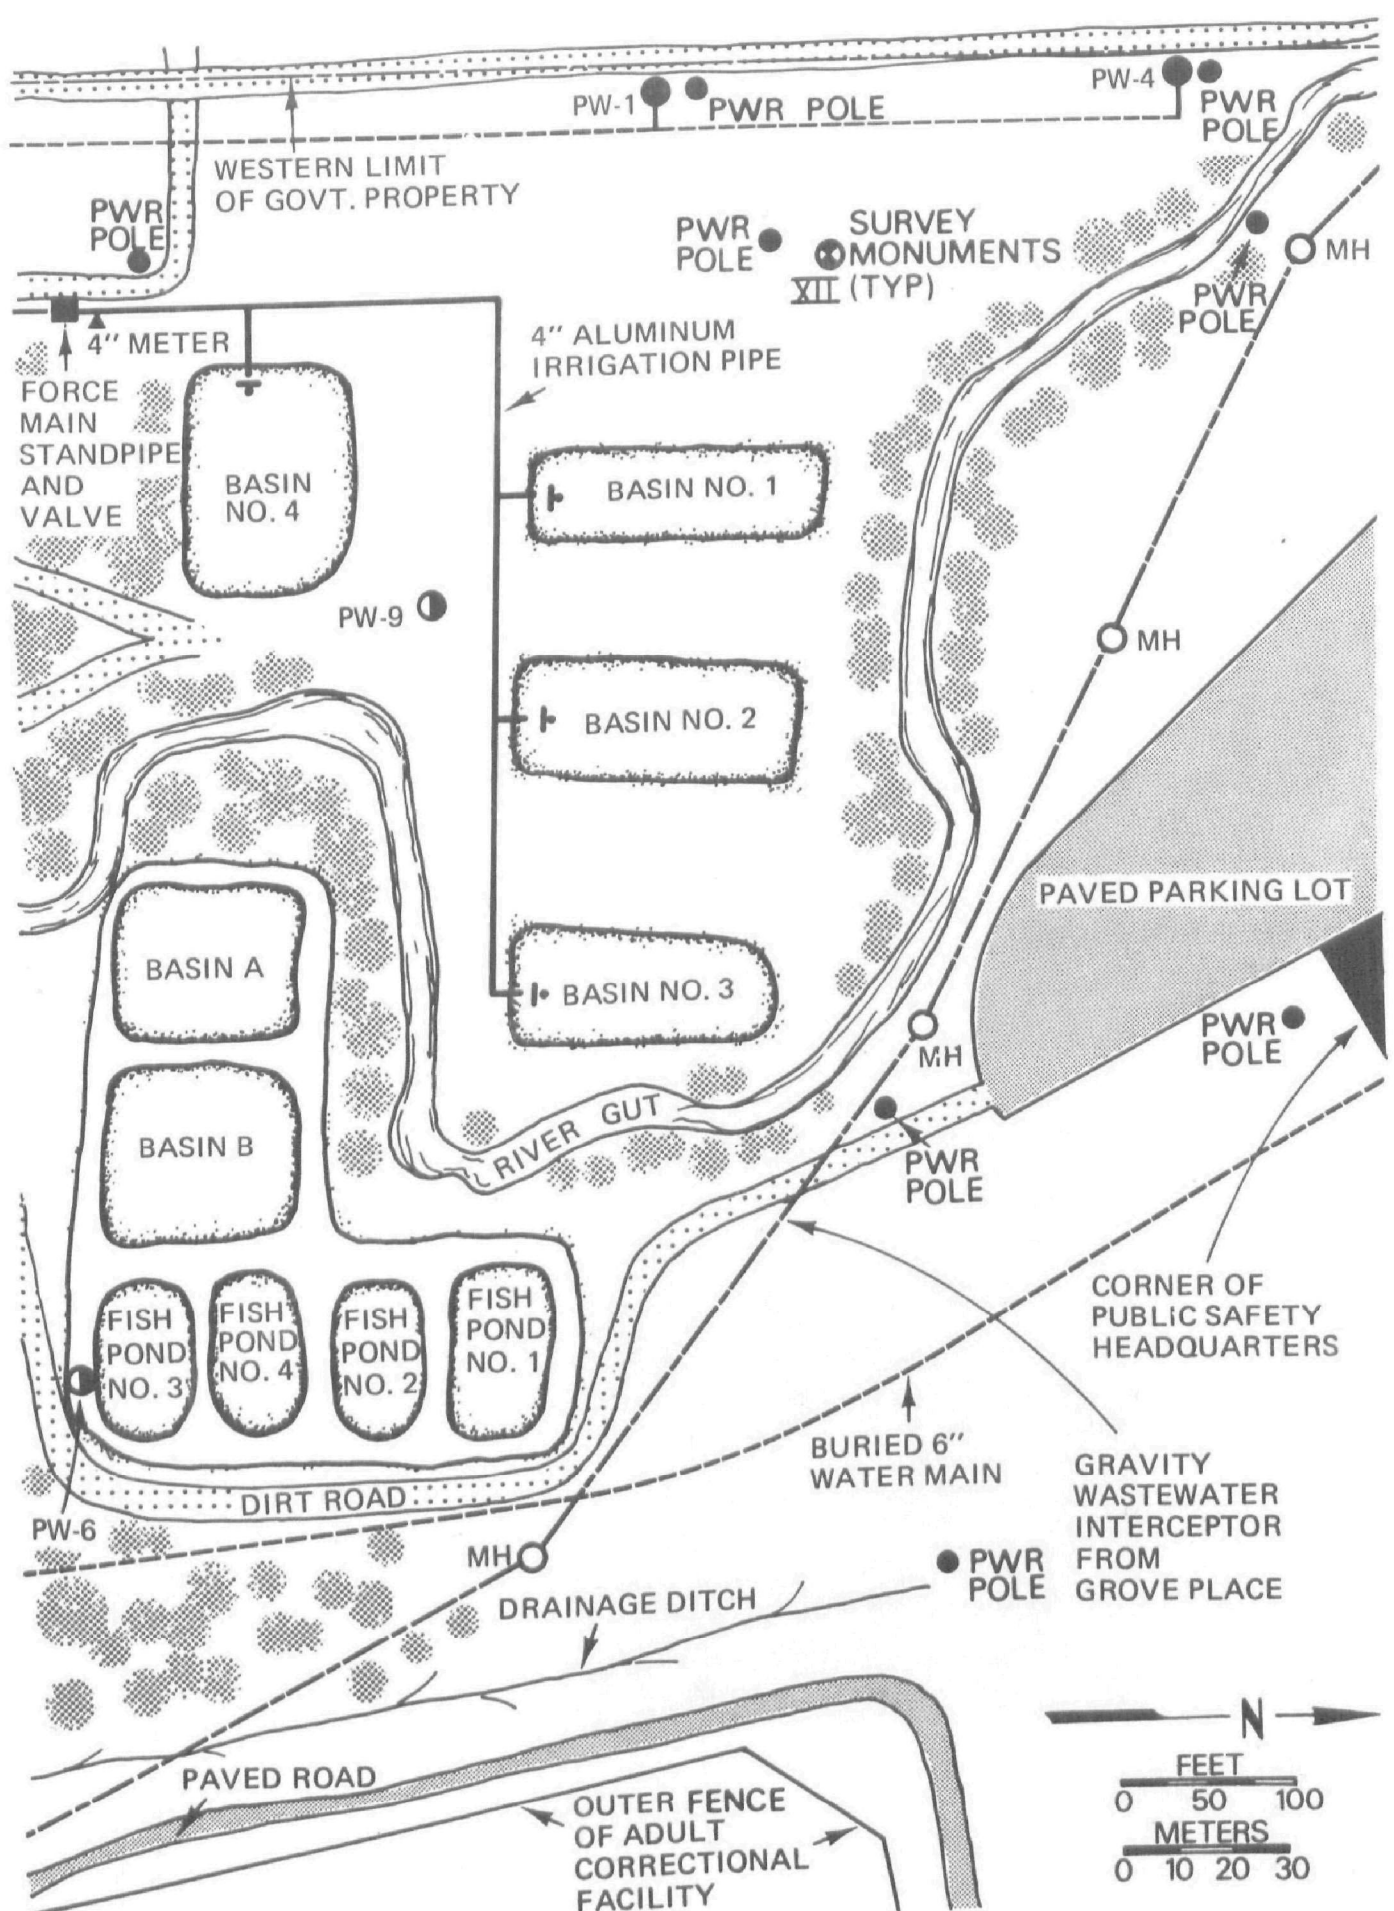 PW-1
PWR POLE
PW-4
PWR
POLE
WESTERN LIMIT
OF GOVT. PROPERTY
PWR
POLE
PWR
POLE
SURVEY
MONUMENTS
XII (TYP)
MH
PWR
POLE
4" METER
4" ALUMINUM
IRRIGATION PIPE
FORCE
MAIN
STANDPIPE
AND
VALVE
BASIN
NO. 4
BASIN NO. 1
PW-9
MH
BASIN NO. 2
PAVED PARKING LOT
BASIN A
BASIN NO. 3
PWR
POLE
MH
RIVER GUT
BASIN B
PWR
POLE
FISH
POND
NO. 3
FISH
POND
NO. 4
FISH
POND
NO. 2
FISH
POND
NO. 1
CORNER OF
PUBLIC SAFETY
HEADQUARTERS
BURIED 6"
WATER MAIN
GRAVITY
WASTEWATER
INTERCEPTOR
FROM
GROVE PLACE
DIRT ROAD
PW-6
MH
PWR
POLE
DRAINAGE DITCH
N
PAVED ROAD
OUTER FENCE
OF ADULT
CORRECTIONAL
FACILITY
FEET
0 50 100
METERS
0 10 20 30